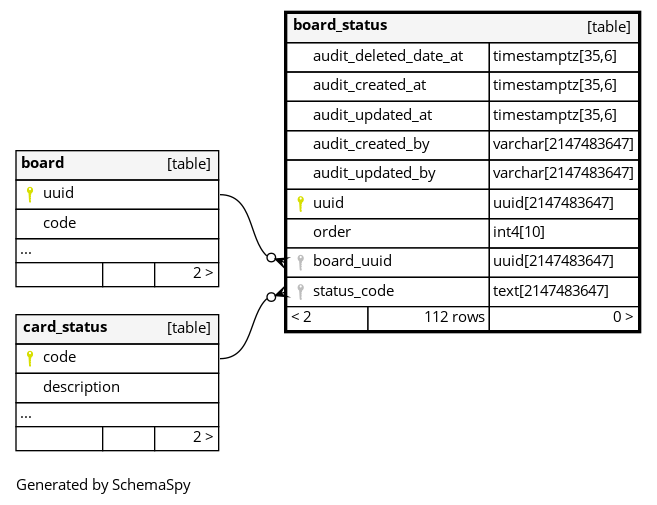 board_status [table]
audit_deleted_date_at timestamptz[35,6]
audit_created_at timestamptz[35,6]
audit_updated_at timestamptz[35,6]
audit_created_by varchar[2147483647]
audit_updated_by varchar[2147483647]
uuid uuid[2147483647]
order int4[10]
board_uuid uuid[2147483647]
status_code text[2147483647]
< 2 112 rows 0 >
board [table]
uuid
code
...
2 >
card_status [table]
code
description
...
2 >
Generated by SchemaSpy